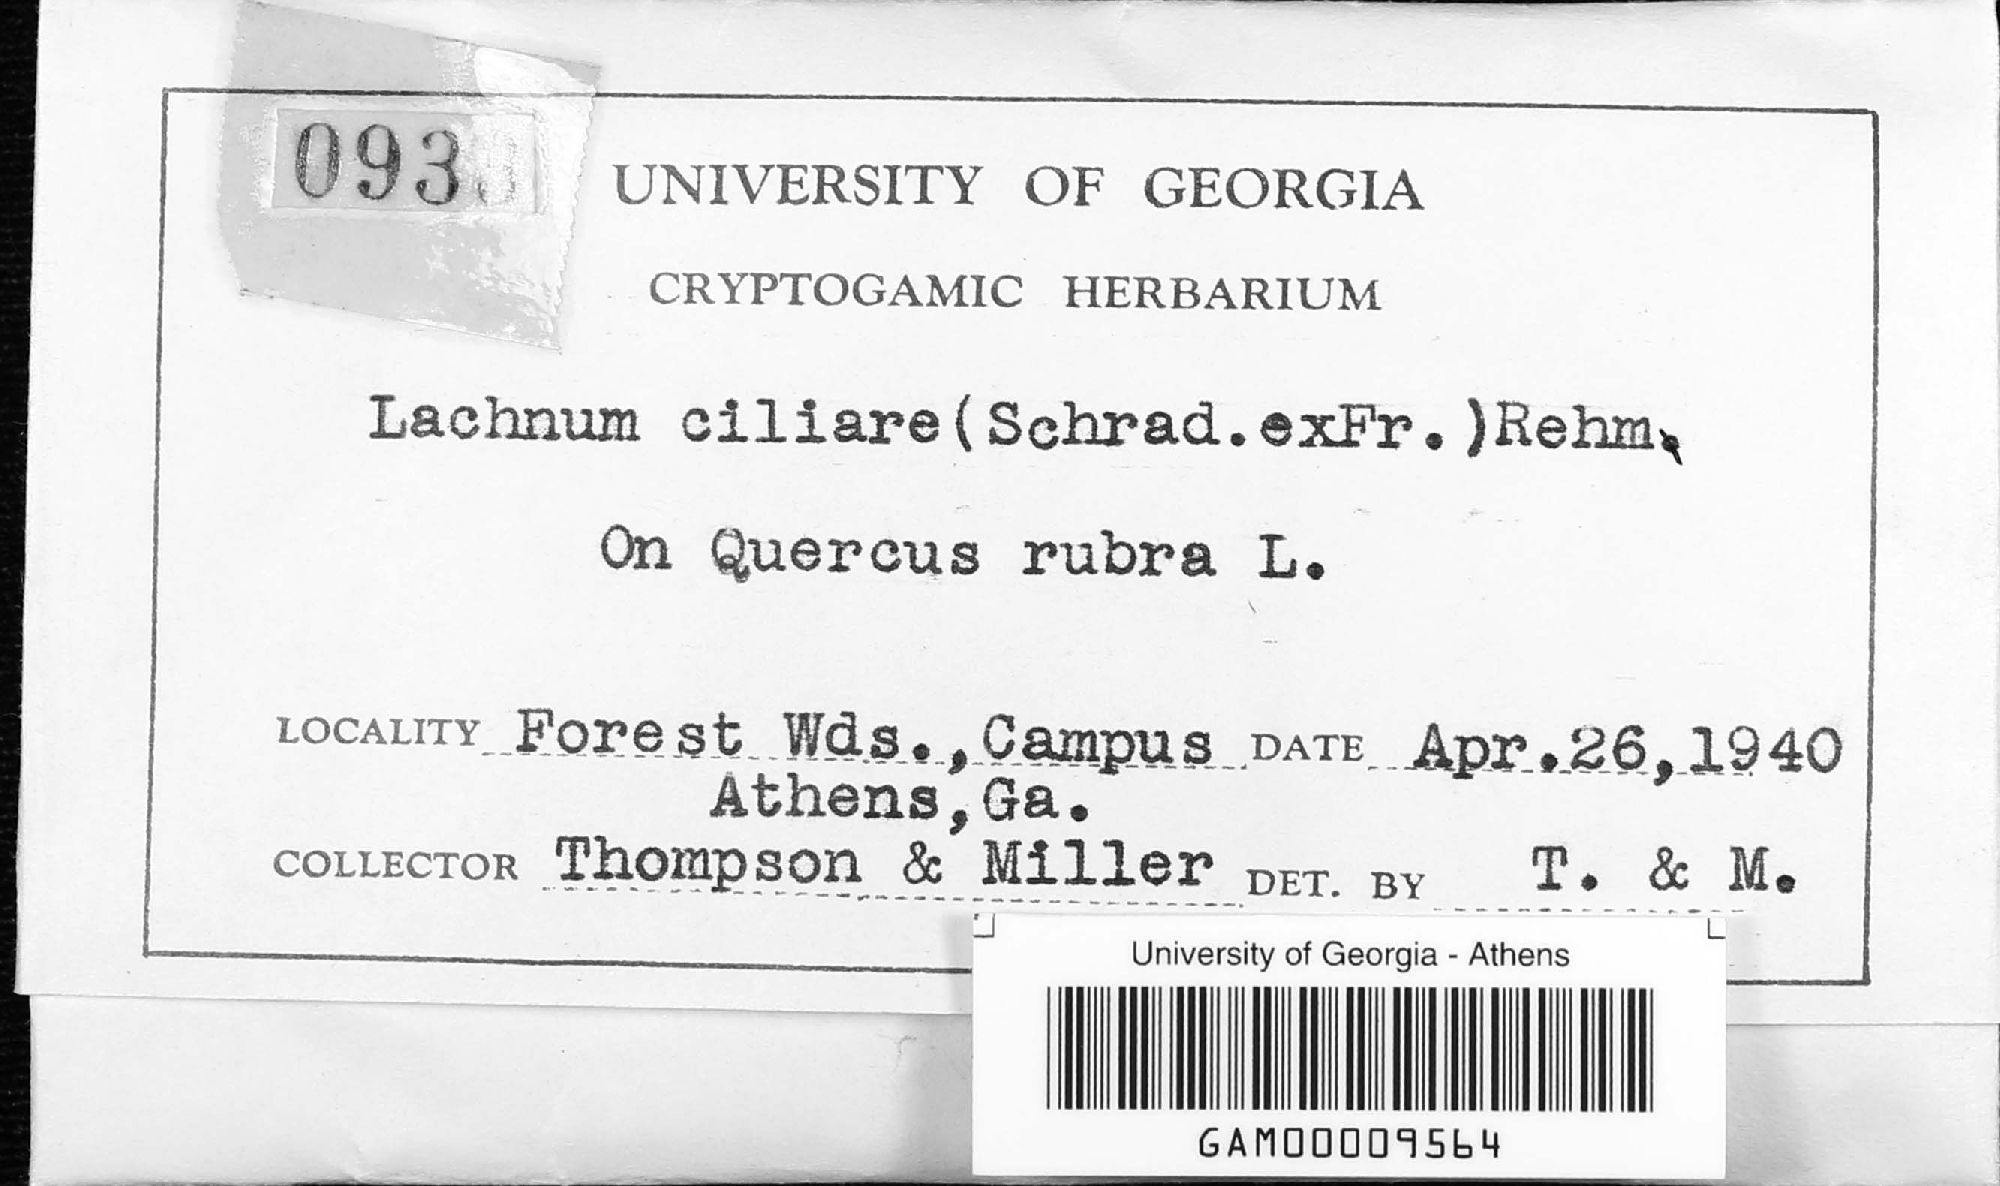 UNIVERSITY OF GEORGIA
CRYPTOGAMIC HERBARIUM
Lachnum ciliare(Schrad.exFr.)Rehm.
On Quercus rubra L.
LOCALITY Forest Wds.,Campus DATE Apr.26,1940
Athens,Ga.
COLLECTOR Thompson & Miller DET. BY T. & M.
University of Georgia - Athens
GAM00009564